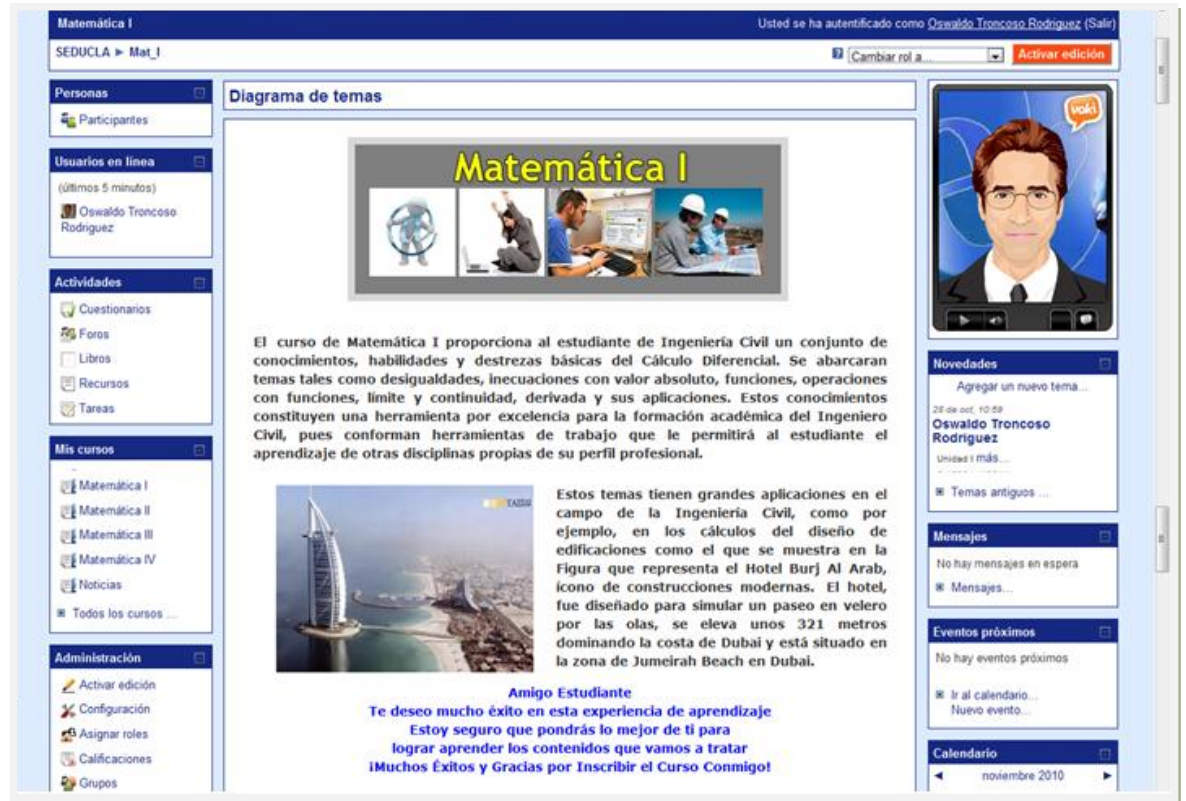 Matemática I
Usted se ha autentificado como Oswaldo Troncoso Rodriguez (Salir)
SEDUCLA ► Mat_I
Cambiar rol a...
Activar edición
Personas
Participantes
Usuarios en línea
(últimos 5 minutos)
Oswaldo Troncoso
Rodriguez
Actividades
Cuestionarios
Foros
Libros
Recursos
Tareas
Mis cursos
Matemática I
Matemática II
Matemática III
Matemática IV
Noticias
Todos los cursos ...
Administración
Activar edición
Configuración
Asignar roles
Calificaciones
Grupos
Diagrama de temas
Matemática I
El curso de Matemática I proporciona al estudiante de Ingeniería Civil un conjunto de
conocimientos, habilidades y destrezas básicas del Cálculo Diferencial. Se abarcaran
temas tales como desigualdades, inecuaciones con valor absoluto, funciones, operaciones
con funciones, límite y continuidad, derivada y sus aplicaciones. Estos conocimientos
constituyen una herramienta por excelencia para la formación académica del Ingeniero
Civil, pues conforman herramientas de trabajo que le permitirá al estudiante el
aprendizaje de otras disciplinas propias de su perfil profesional.
Estos temas tienen grandes aplicaciones en el
campo de la Ingeniería Civil, como por
ejemplo, en los cálculos del diseño de
edificaciones como el que se muestra en la
Figura que representa el Hotel Burj Al Arab,
ícono de construcciones modernas. El hotel,
fue diseñado para simular un paseo en velero
por las olas, se eleva unos 321 metros
dominando la costa de Dubai y está situado en
la zona de Jumeirah Beach en Dubai.
Amigo Estudiante
Te deseo mucho éxito en esta experiencia de aprendizaje
Estoy seguro que pondrás lo mejor de ti para
lograr aprender los contenidos que vamos a tratar
¡Muchos Éxitos y Gracias por Inscribir el Curso Conmigo!
voki
Novedades
Agregar un nuevo tema...
28 de oct, 10:59
Oswaldo Troncoso
Rodriguez
Unidad I más...
Temas antiguos ...
Mensajes
No hay mensajes en espera
Mensajes...
Eventos próximos
No hay eventos próximos
Ir al calendario...
Nuevo evento...
Calendario
◄ noviembre 2010 ►